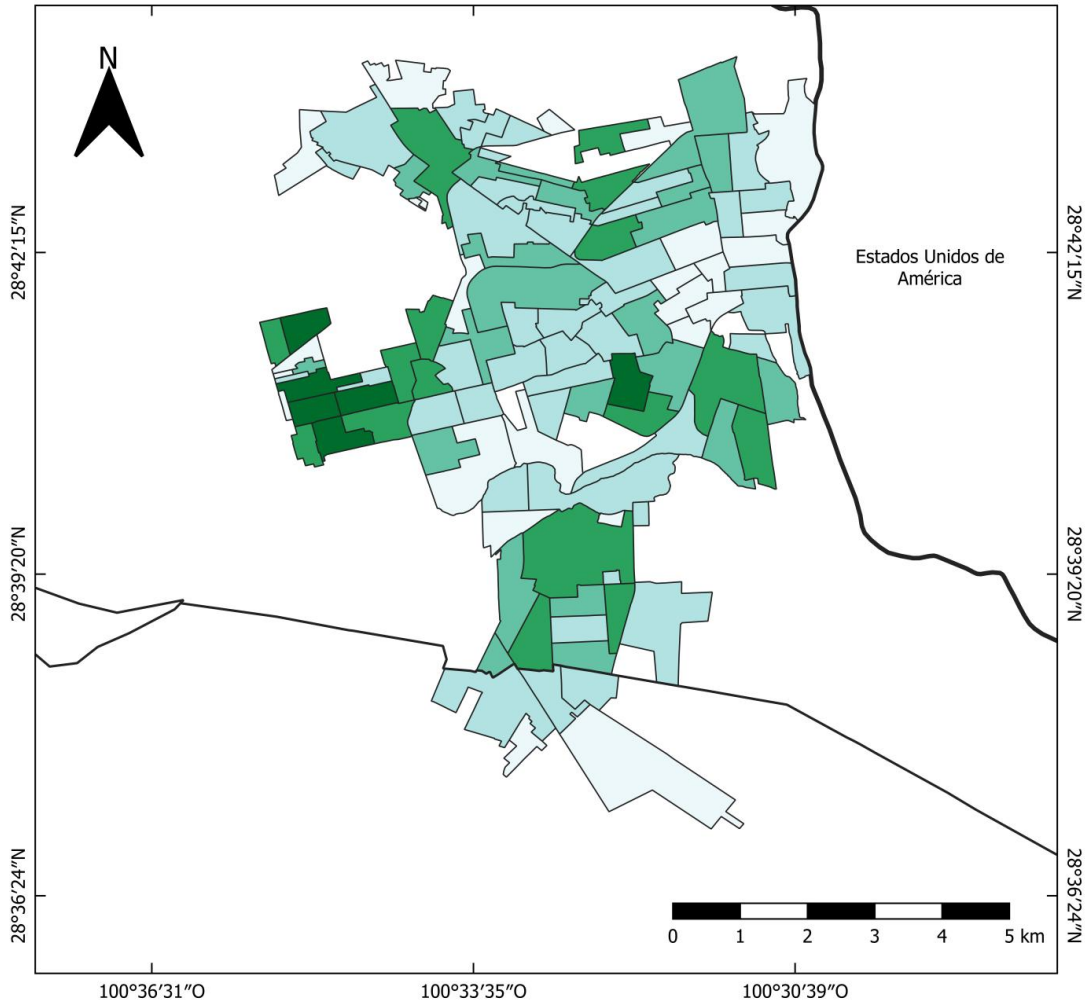 N
Estados Unidos de
América
28°42′15″N
28°42′15″N
28°39′20″N
28°39′20″N
28°36′24″N
28°36′24″N
0 1 2 3 4 5 km
100°36′31″O 100°33′35″O 100°30′39″O